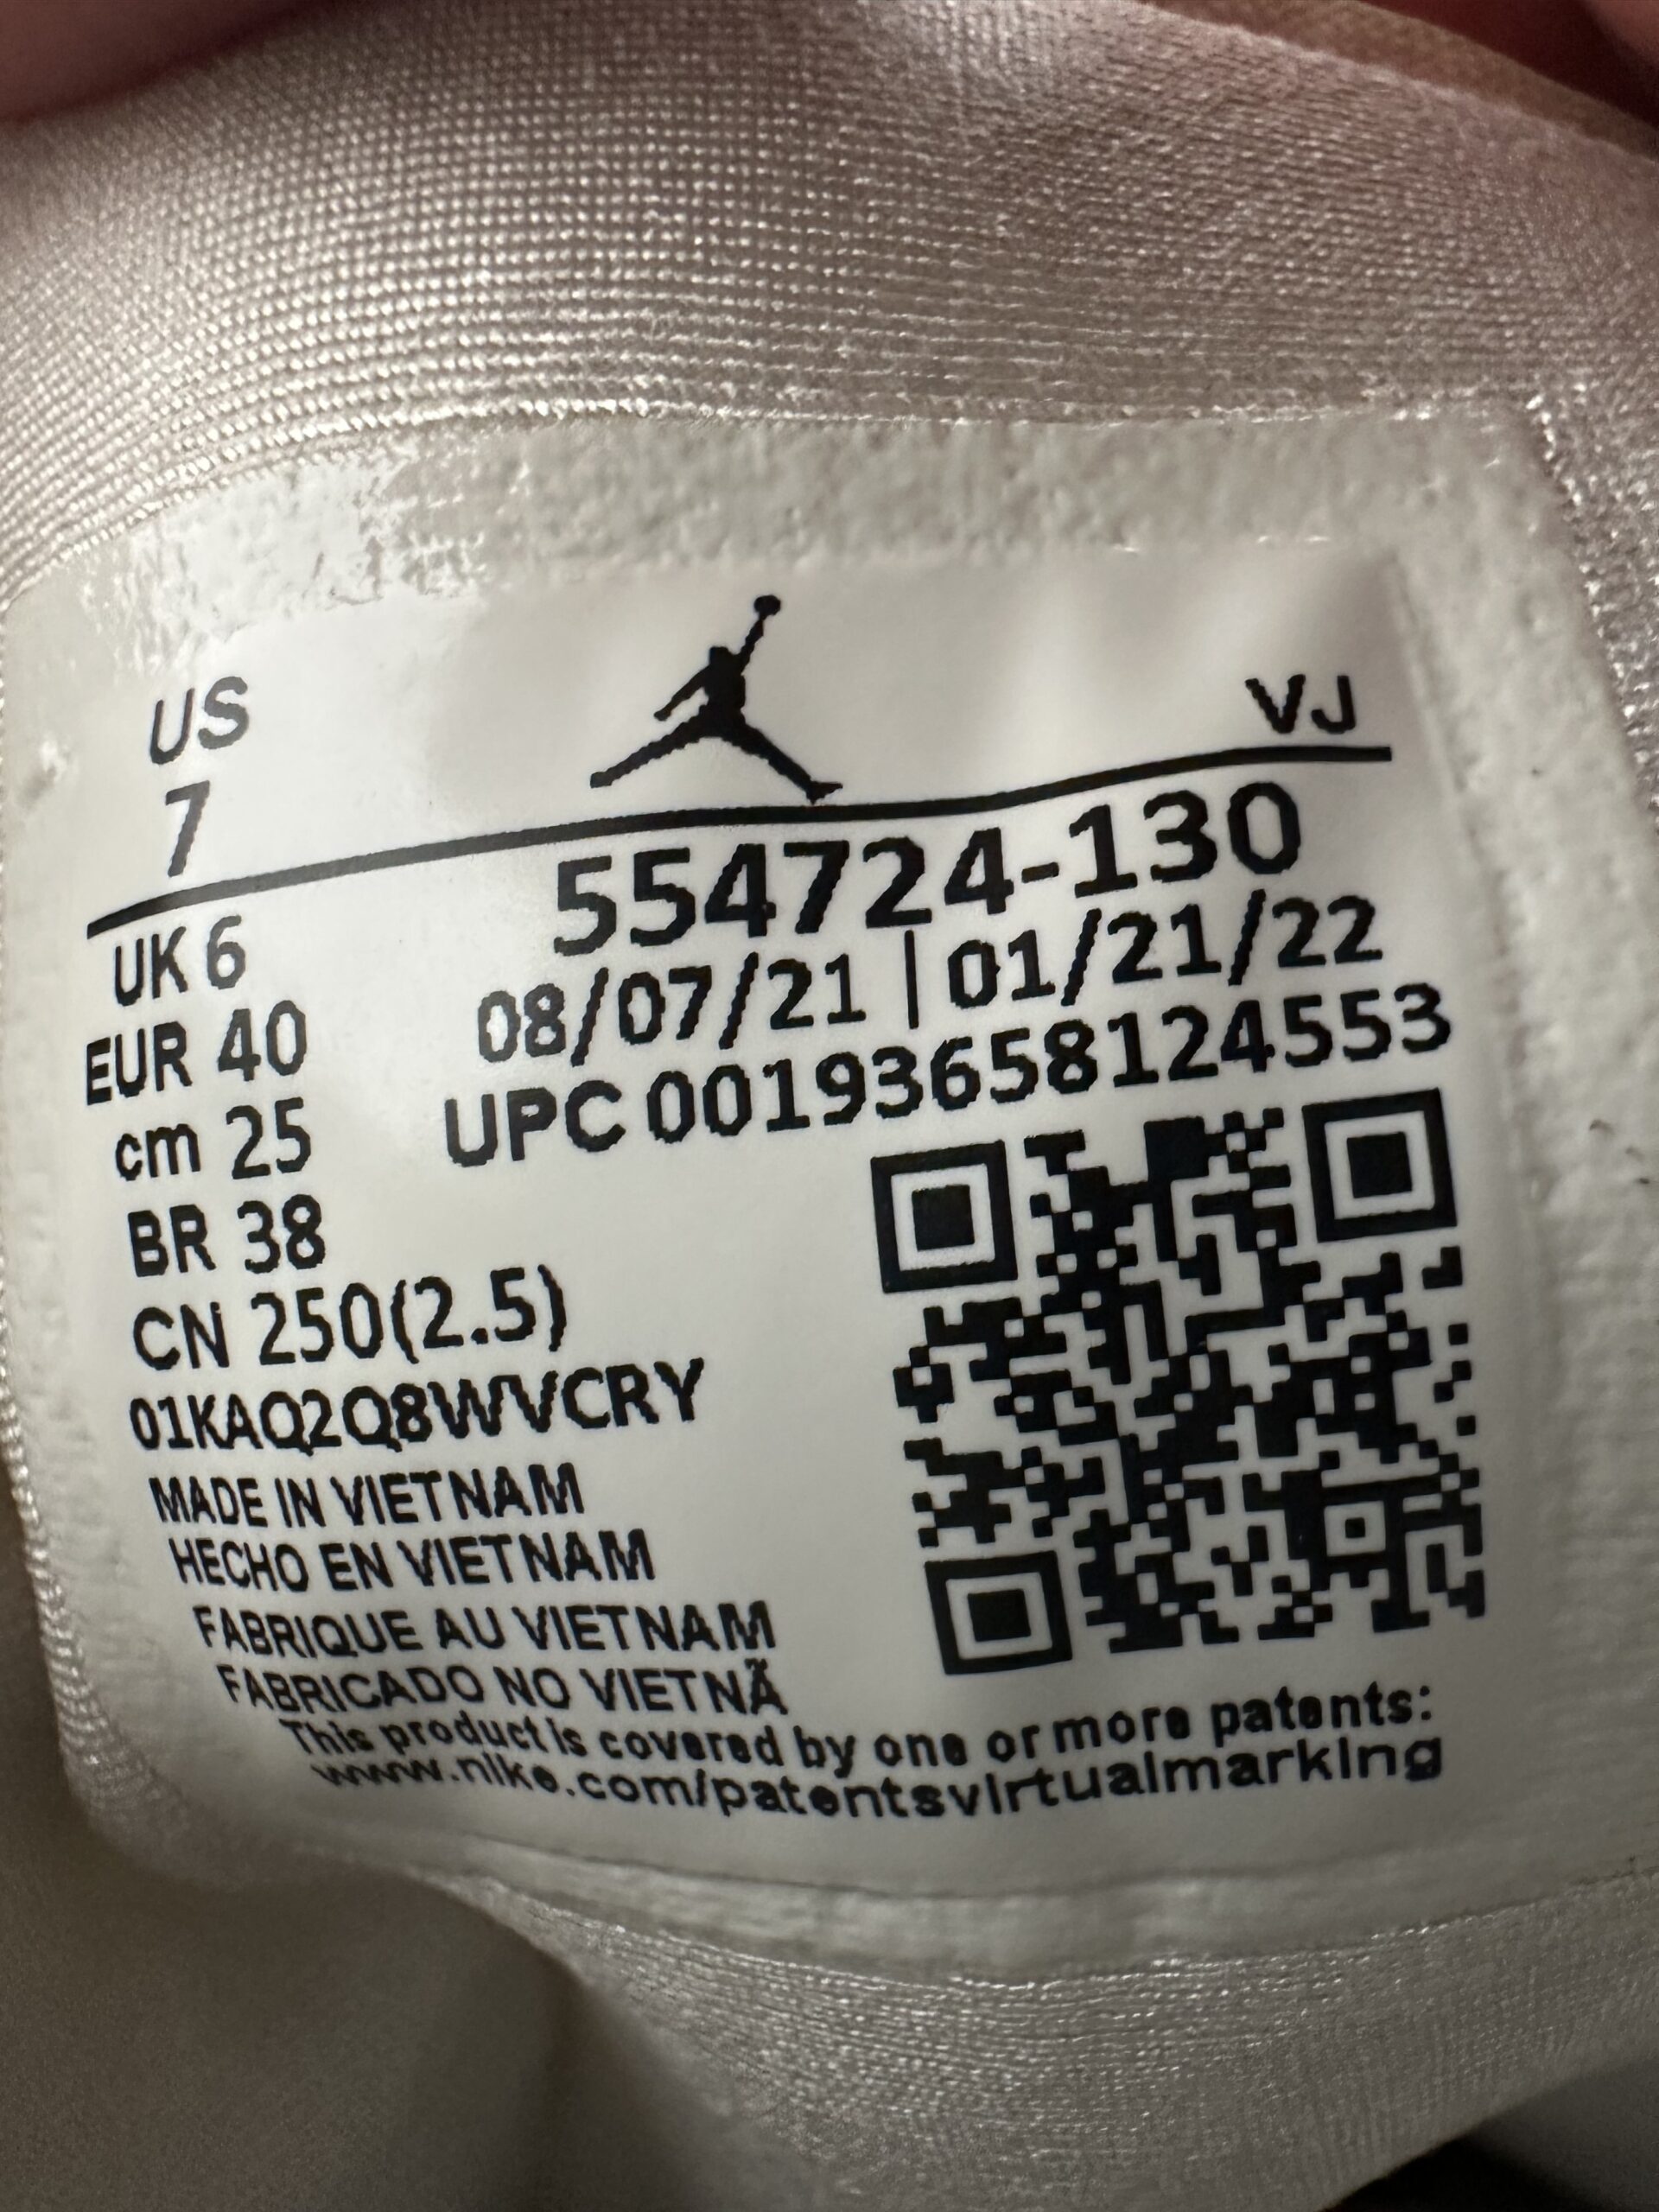 US
VJ
7
554724-130
UK 6
08/07/21 | 01/21/22
EUR 40
UPC 00193658124553
cm 25
BR 38
CN 250(2.5)
01KAQ2Q8WVCRY
MADE IN VIETNAM
HECHO EN VIETNAM
FABRIQUE AU VIETNAM
FABRICADO NO VIETNÃ
This product is covered by one or more patents:
www.nike.com/patentsvirtualmarking